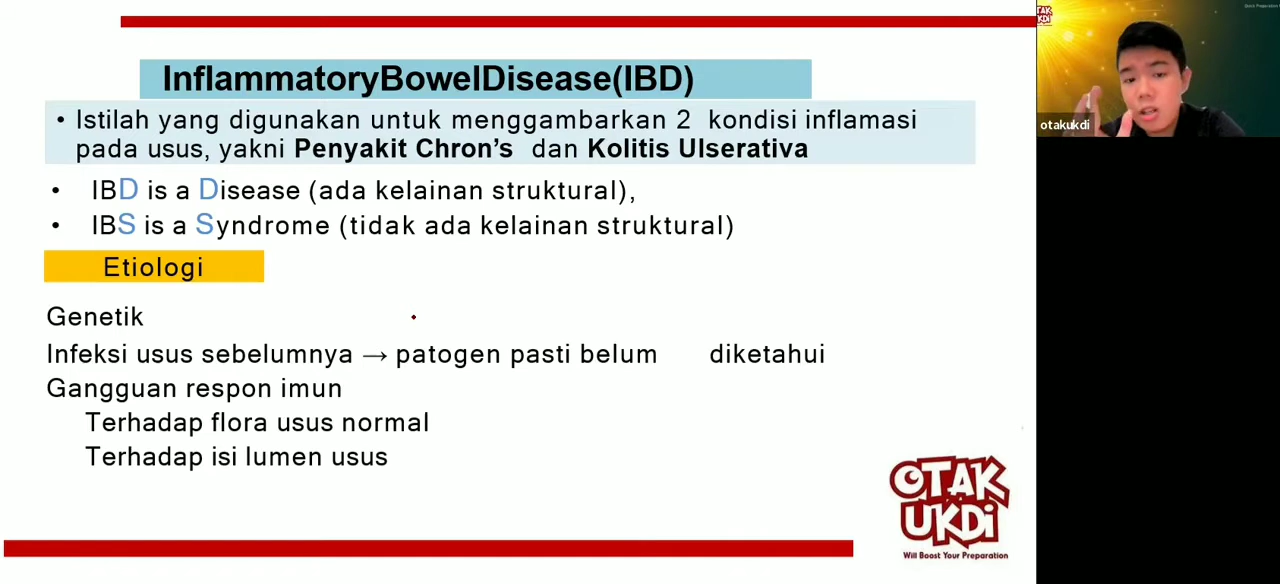 InflammatoryBowelDisease(IBD)
• Istilah yang digunakan untuk menggambarkan 2 kondisi inflamasi
pada usus, yakni Penyakit Chron's dan Kolitis Ulserativa
• IBD is a Disease (ada kelainan struktural),
• IBS is a Syndrome (tidak ada kelainan struktural)
Etiologi
Genetik
Infeksi usus sebelumnya → patogen pasti belum diketahui
Gangguan respon imun
Terhadap flora usus normal
Terhadap isi lumen usus
OTAK
UKDi
Will Boost Your Preparation
OTAK
UKDi
otakukdi